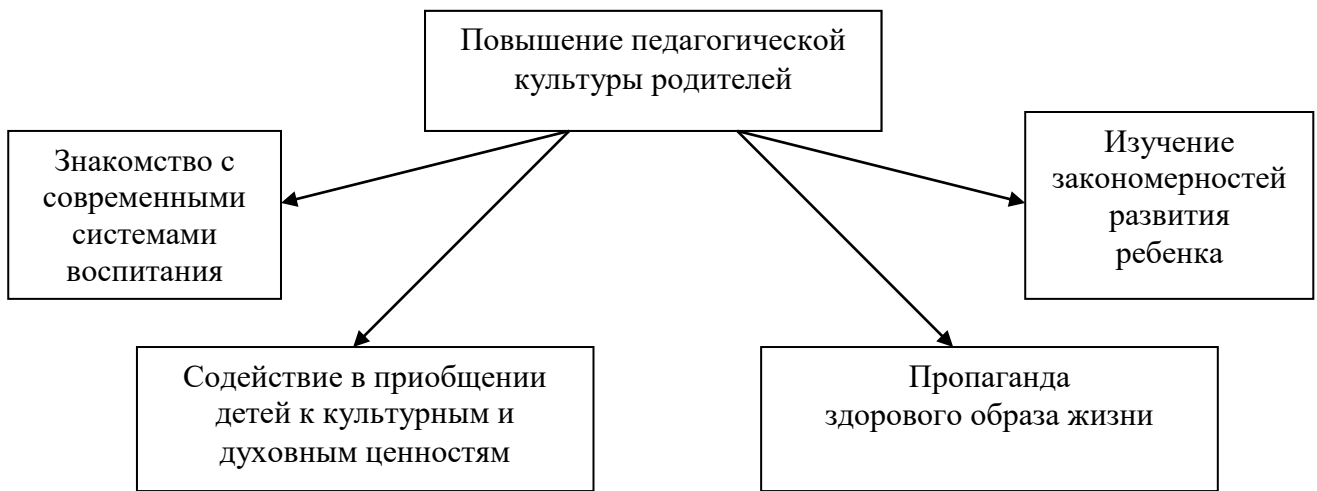 Повышение педагогической
культуры родителей
Знакомство с
современными
системами
воспитания
Изучение
закономерностей
развития
ребенка
Содействие в приобщении
детей к культурным и
духовным ценностям
Пропаганда
здорового образа жизни